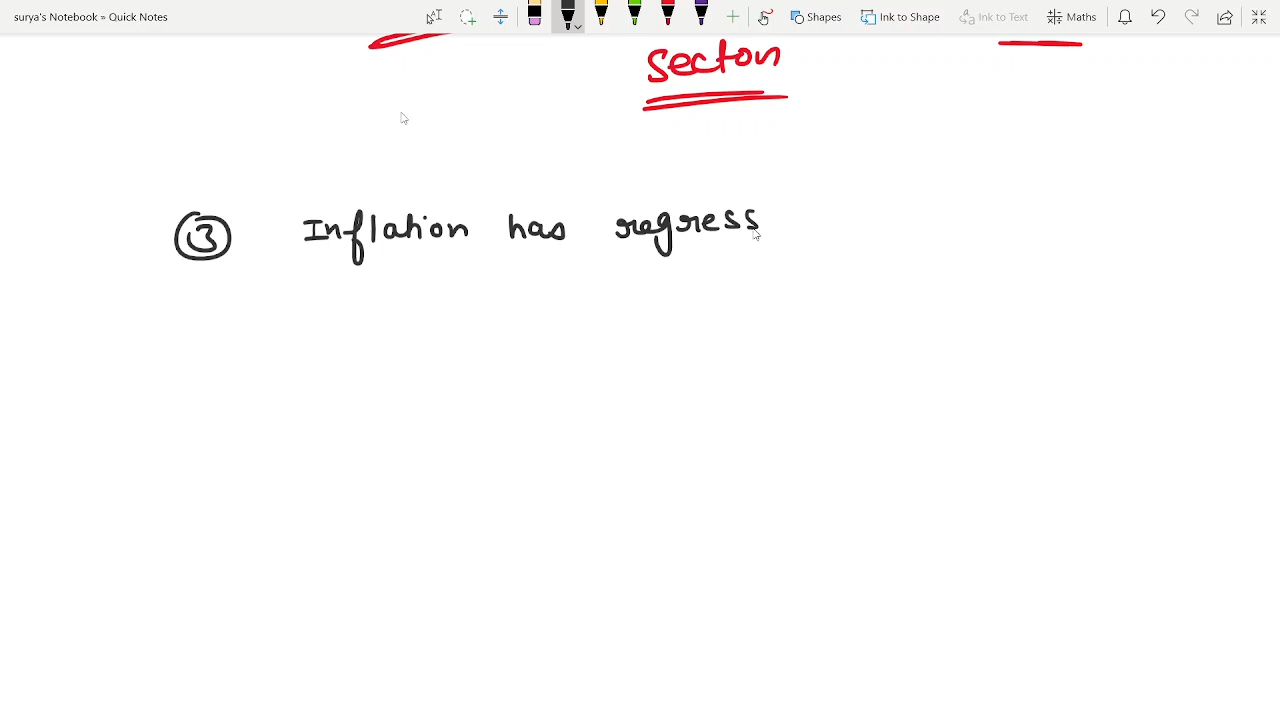 surya's Notebook » Quick Notes
Shapes
Ink to Shape
Ink to Text
Maths
Secton
3 Inflation has regress